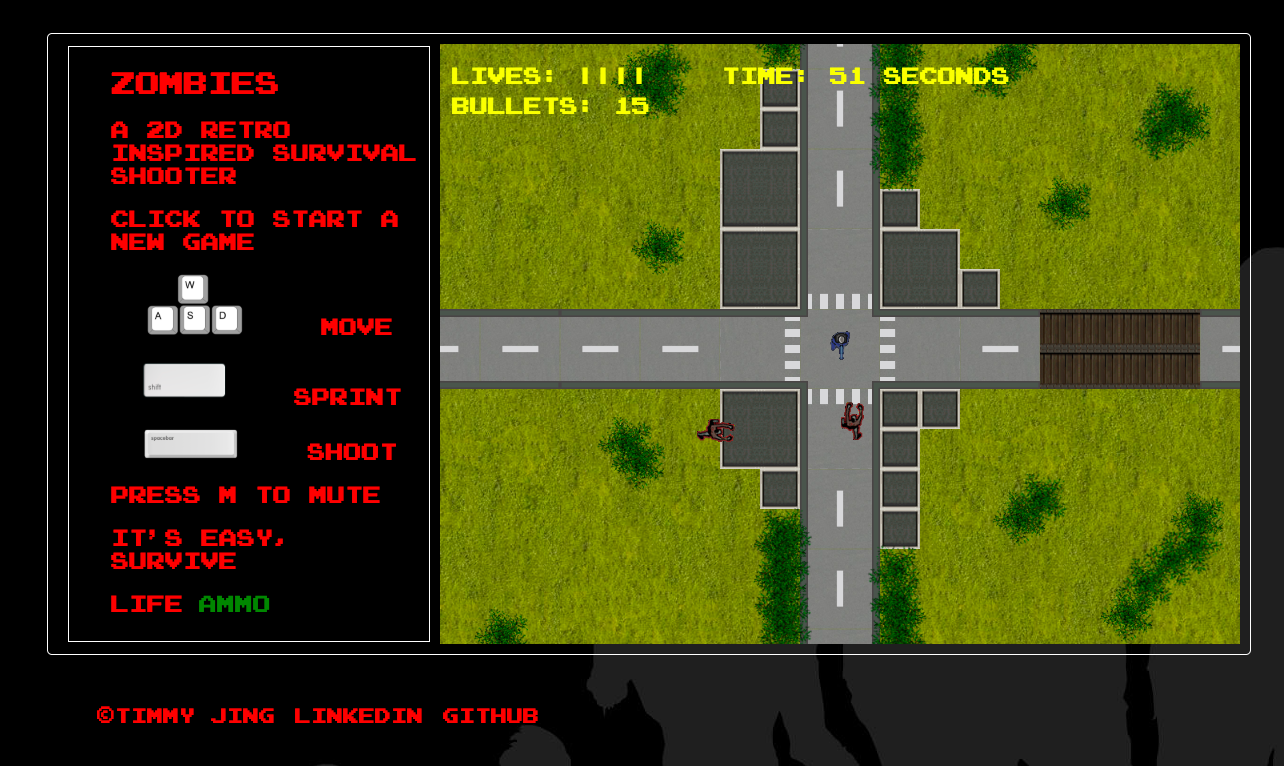 ZOMBIES
A 2D RETRO
INSPIRED SURVIVAL
SHOOTER
CLICK TO START A
NEW GAME
W
A S D
MOVE
shift
SPRINT
spacebar
SHOOT
PRESS M TO MUTE
IT'S EASY,
SURVIVE
LIFE AMMO
LIVES: ||||
TIME: 51 SECONDS
BULLETS: 15
©TIMMY JING LINKEDIN GITHUB